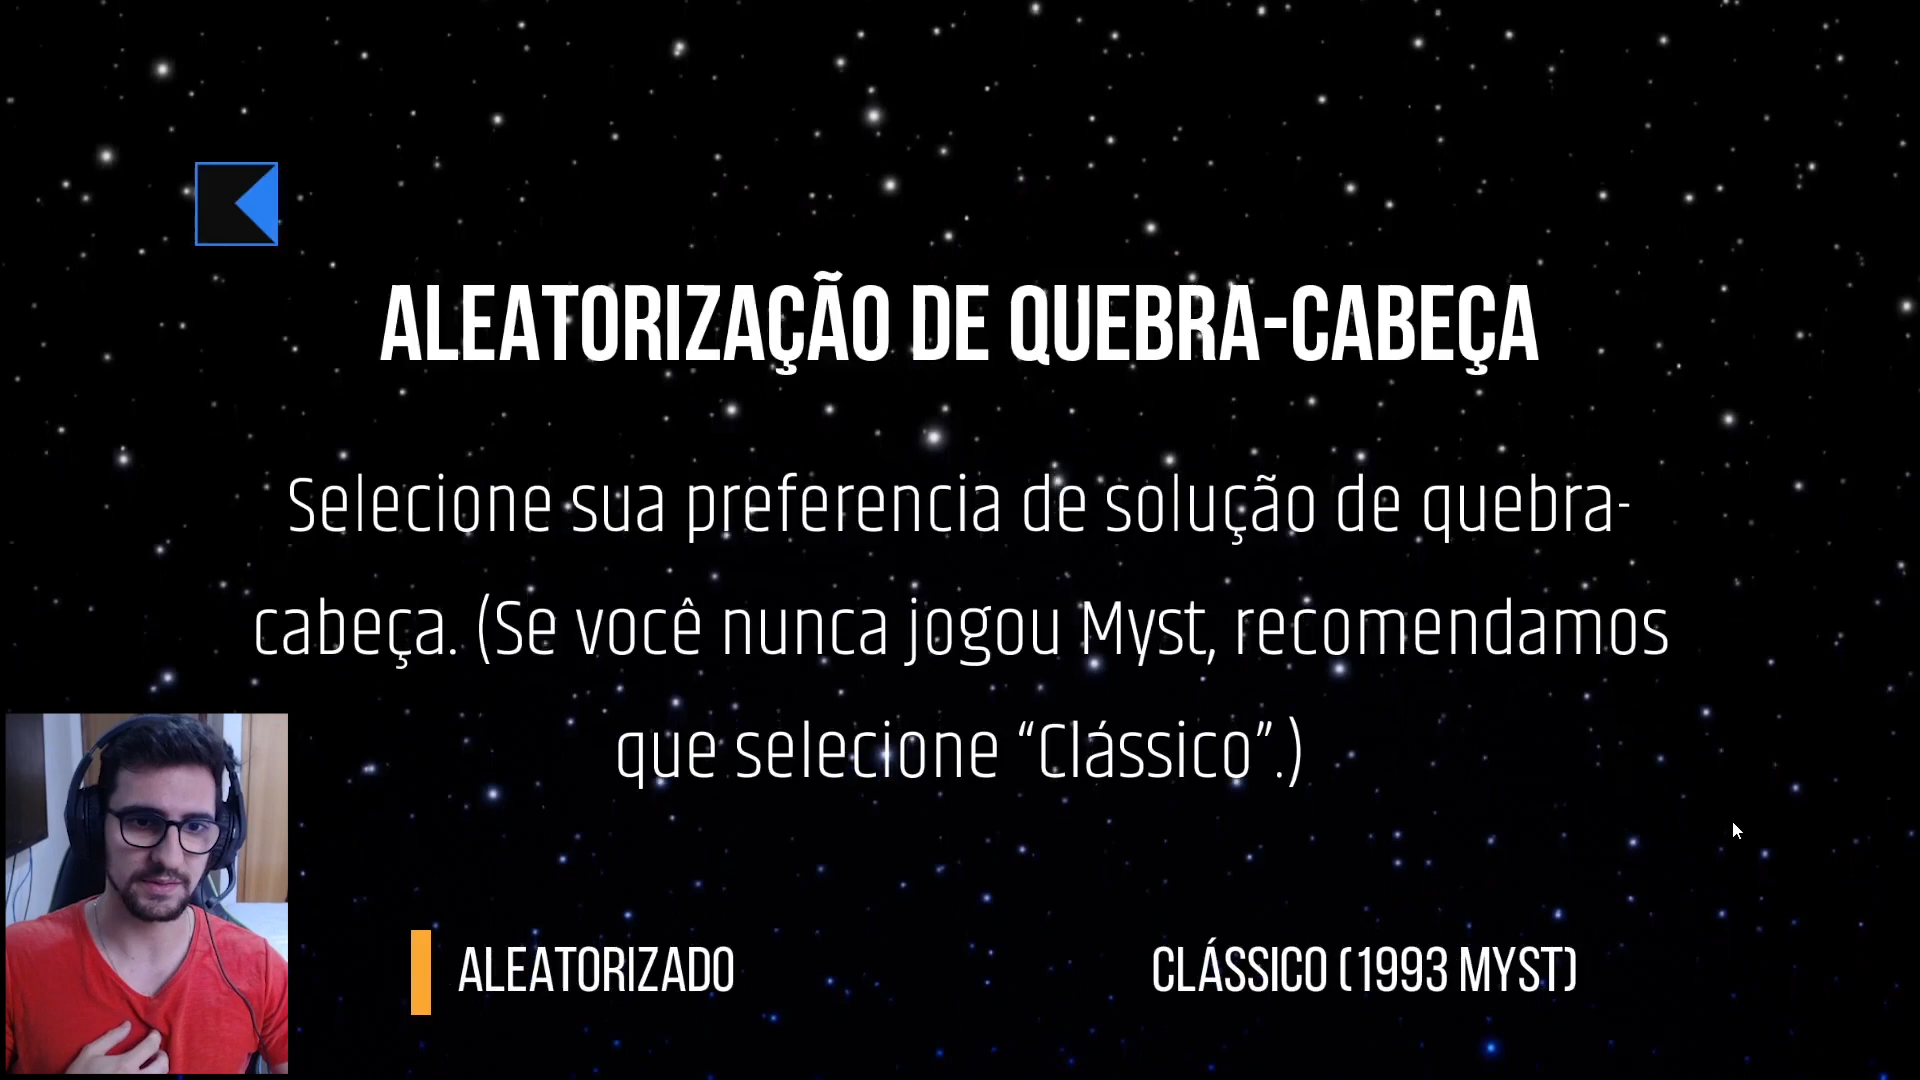 ALEATORIZAÇÃO DE QUEBRA-CABEÇA
Selecione sua preferencia de solução de quebra-
cabeça. (Se você nunca jogou Myst, recomendamos
que selecione “Clássico”.)
ALEATORIZADO
CLÁSSICO (1993 MYST)